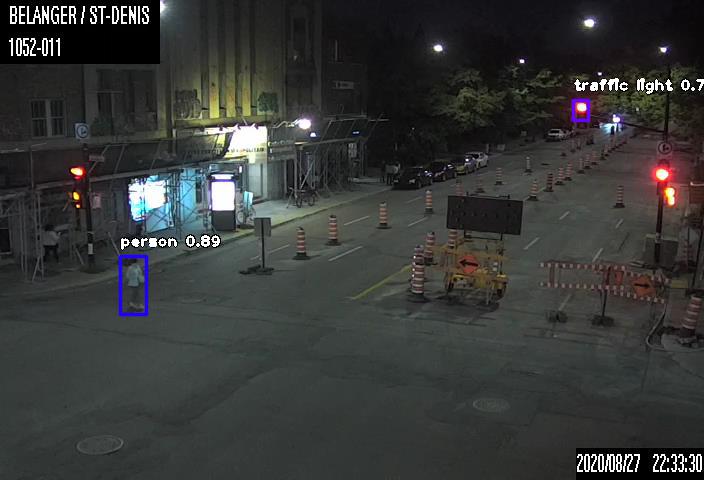 BELANGER / ST-DENIS
1052-011
traffic light 0.7
person 0.89
2020/08/27 22:33:30